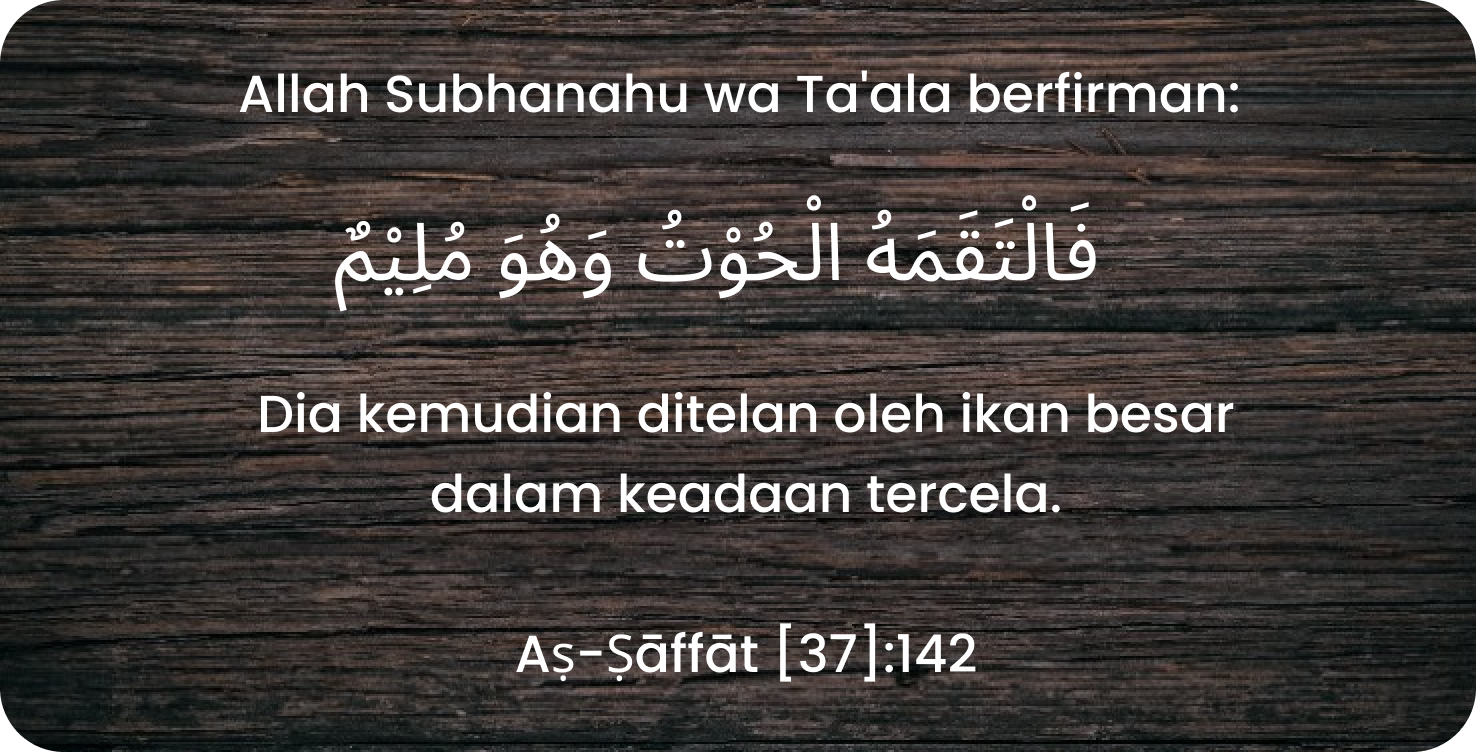 Allah Subhanahu wa Ta'ala berfirman:
فَالْتَقَمَهُ الْحُوْتُ وَهُوَ مُلِيْمٌ
Dia kemudian ditelan oleh ikan besar
dalam keadaan tercela.
Aṣ-Ṣāffāt [37]:142